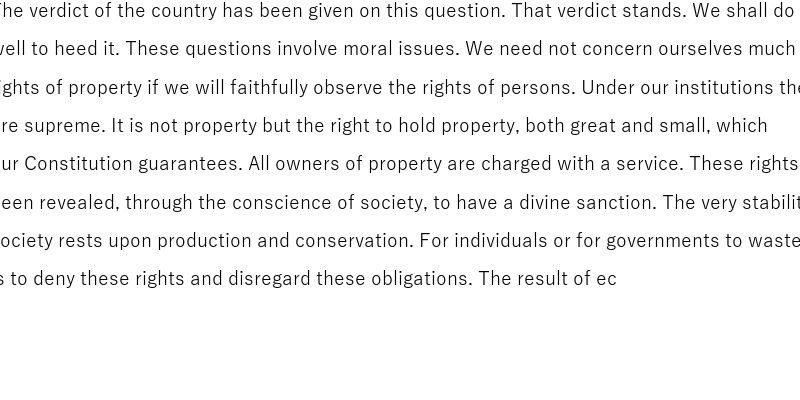 The verdict of the country has been given on this question. That verdict stands. We shall do
well to heed it. These questions involve moral issues. We need not concern ourselves much
ights of property if we will faithfully observe the rights of persons. Under our institutions the
re supreme. It is not property but the right to hold property, both great and small, which
ur Constitution guarantees. All owners of property are charged with a service. These rights
een revealed, through the conscience of society, to have a divine sanction. The very stabilit
ociety rests upon production and conservation. For individuals or for governments to waste
s to deny these rights and disregard these obligations. The result of ec